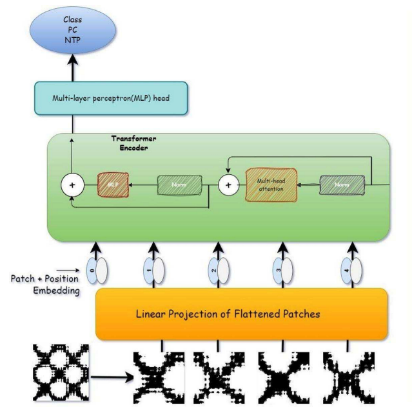 Class
PC
NTP
Multi-layer perceptron(MLP) head
Transformer
Encoder
+
MLP
Norm
+
Multi-head
attention
Norm
Patch + Position
Embedding
0
1
2
3
4
Linear Projection of Flattened Patches